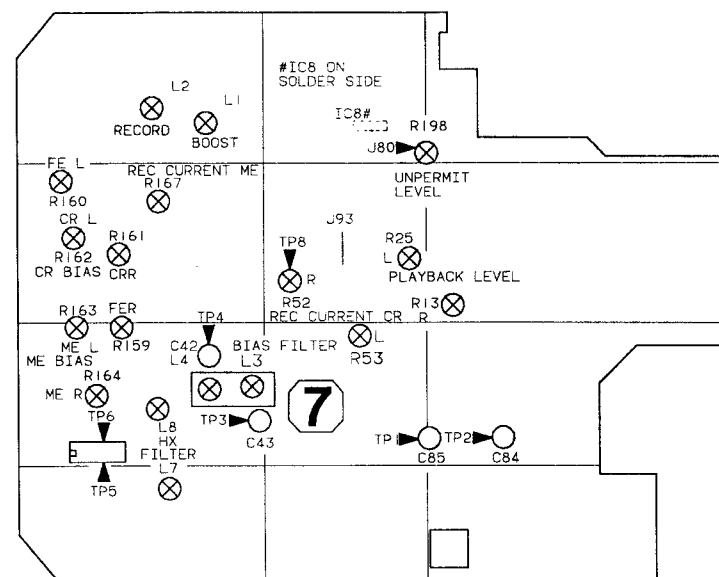 #IC8 ON
SOLDER SIDE
L2
L1
IC8#
RECORD
BOOST
R198
J80
FE L
REC CURRENT ME
R167
UNPERMIT
LEVEL
R160
CR L
J93
R161
R25
R162
TP8
L
CR BIAS
CRR
R
PLAYBACK LEVEL
R52
R13
R163
FER
TP4
REC CURRENT CR
R
ME L
R159
C42
BIAS FILTER
L
ME BIAS
L4
L3
R53
R164
ME R
7
TP6
L8
TP3
HX
C43
TP1
TP2
FILTER
C85
C84
L7
TP5